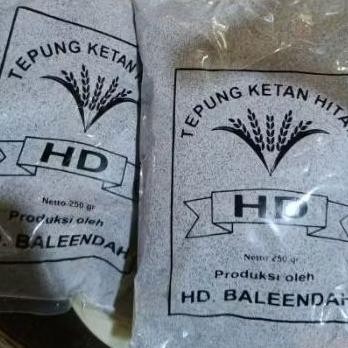 TEPUNG KETAN
HD
Netto 250 gr
Produksi oleh
HD. BALEENDAH
TEPUNG KETAN HITA
HD
Netto 250 gr
Produksi oleh
HD. BALEENDAH